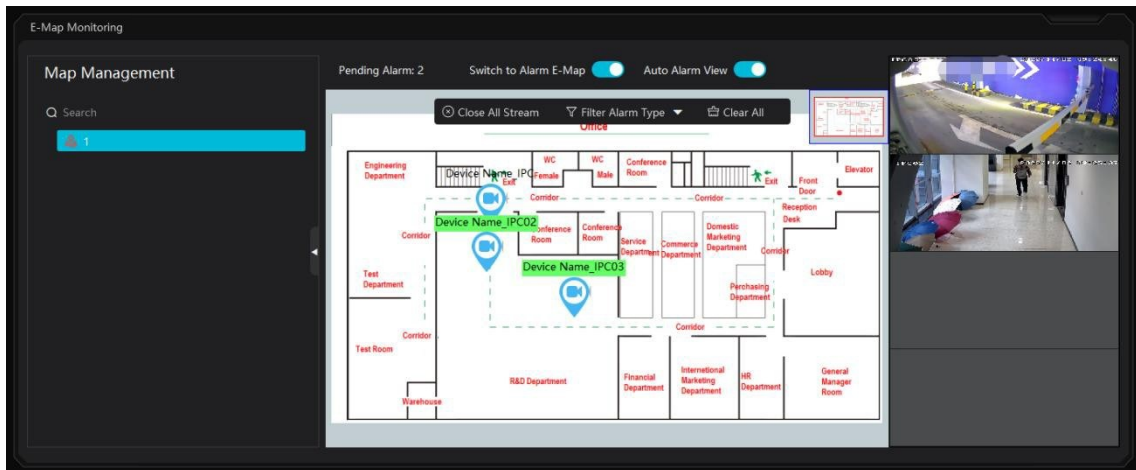 E-Map Monitoring
Map Management
Search
1
Pending Alarm: 2
Switch to Alarm E-Map
Auto Alarm View
Close All Stream
Filter Alarm Type
Clear All
Office
Engineering
Department
Device Name_IPC
Exit
WC
Female
WC
Male
Conference
Room
Exit
Front
Door
Elevator
Corridor
Corridor
Reception
Desk
Device Name_IPC02
Corridor
Conference
Room
Conference
Room
Service
Department
Commerce
Department
Domestic
Marketing
Department
Corridor
Device Name_IPC03
Test
Department
Perchasing
Department
Lobby
Corridor
Corridor
Test Room
R&D Department
Financial
Department
Internetional
Marketing
Department
HR
Department
General
Manager
Room
Warehouse